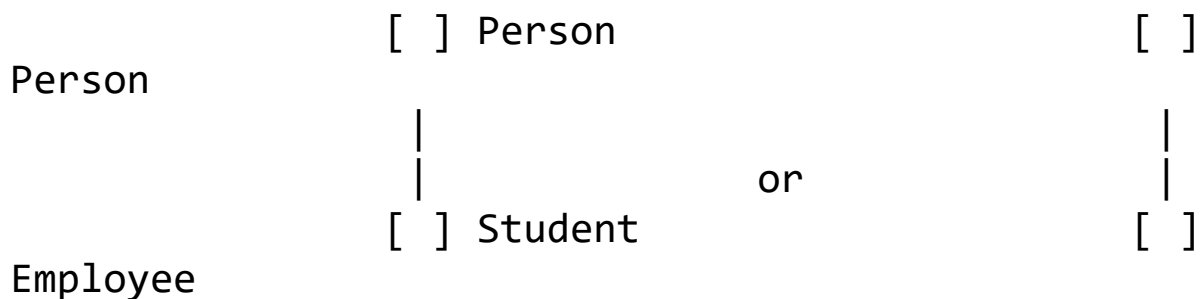 [ ] Person [ ]
Person
| |
| or |
[ ] Student [ ]
Employee